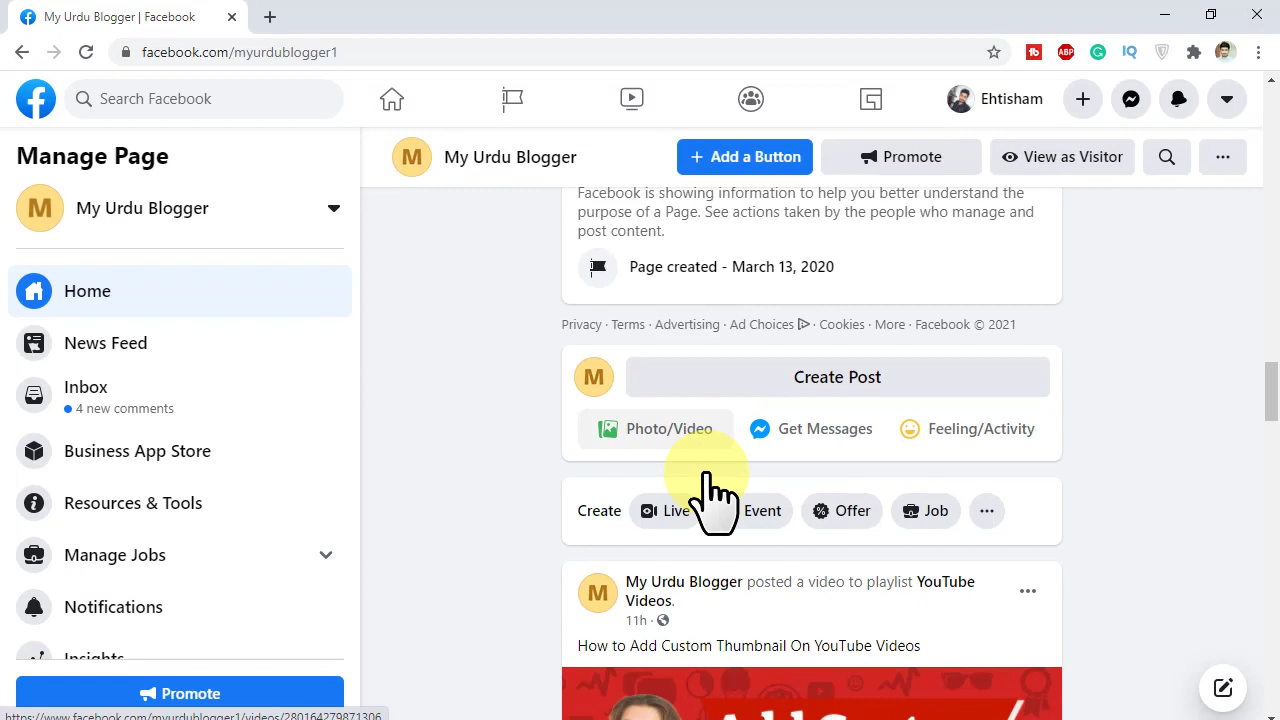 My Urdu Blogger | Facebook
facebook.com/myurdublogger1
ABP
IQ
Search Facebook
Ehtisham
Manage Page
M My Urdu Blogger
M My Urdu Blogger
+ Add a Button
Promote
View as Visitor
Home
News Feed
Inbox
4 new comments
Business App Store
Resources & Tools
Manage Jobs
Notifications
Insights
Promote
https://www.facebook.com/myurdublogger1/videos/280164279871306
Facebook is showing information to help you better understand the
purpose of a Page. See actions taken by the people who manage and
post content.
Page created - March 13, 2020
Privacy · Terms · Advertising · Ad Choices · Cookies · More · Facebook © 2021
M Create Post
Photo/Video Get Messages Feeling/Activity
Create Live Event Offer Job
M My Urdu Blogger posted a video to playlist YouTube
Videos.
11h ·
How to Add Custom Thumbnail On YouTube Videos